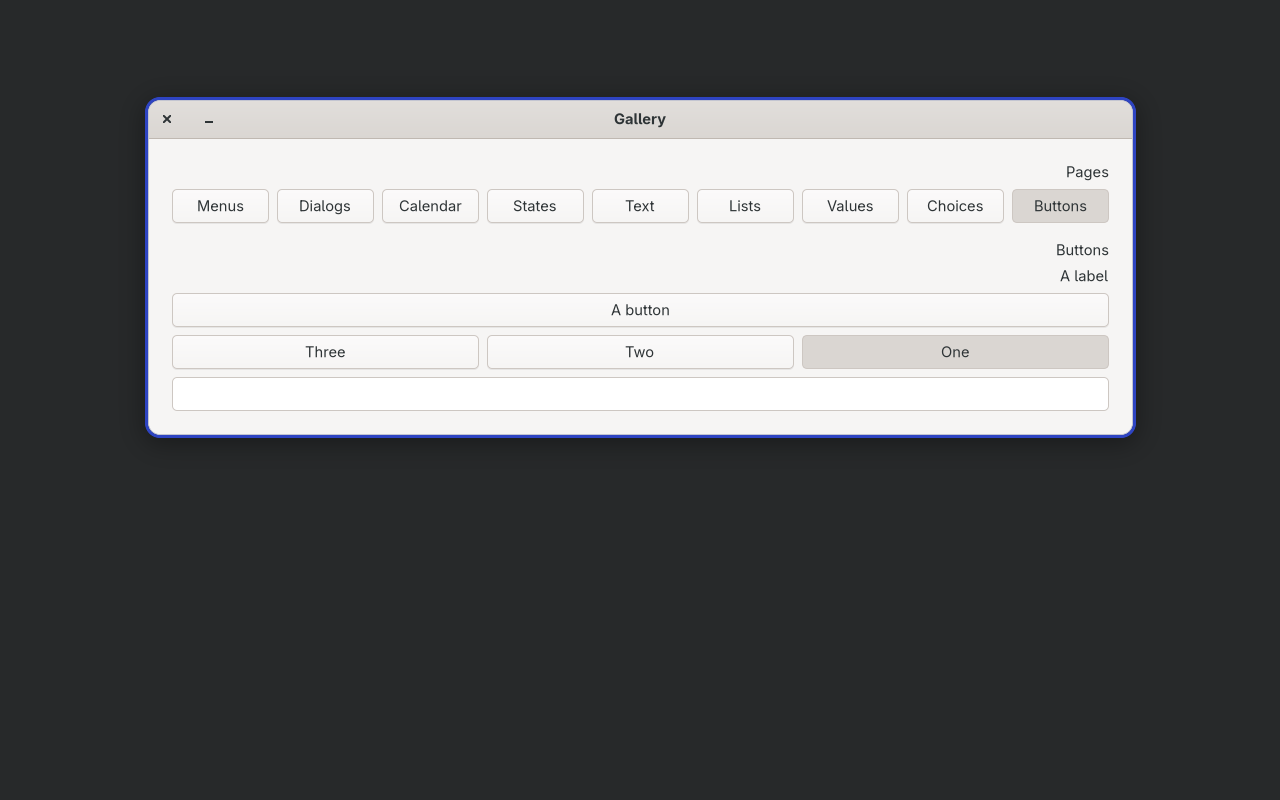 Gallery
Pages
Menus Dialogs Calendar States Text Lists Values Choices Buttons
Buttons
A label
A button
Three Two One